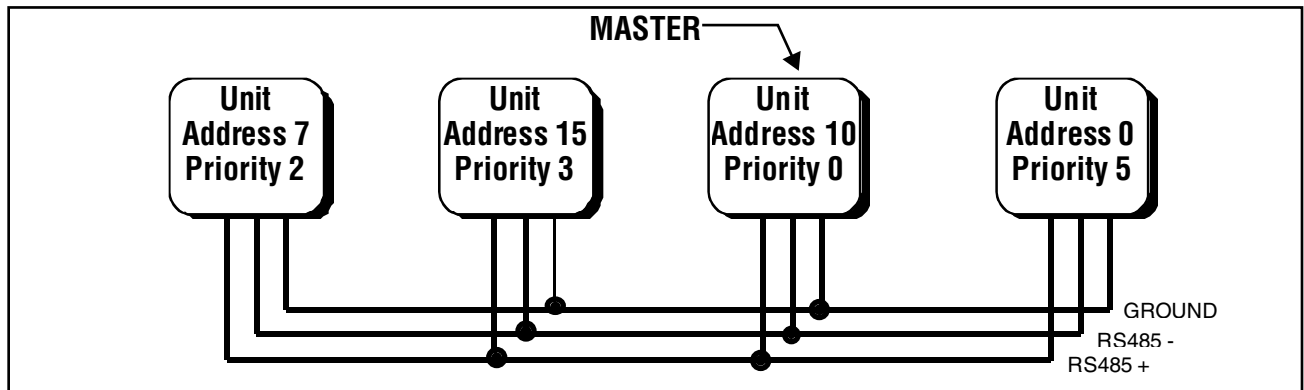 MASTER
Unit
Address 7
Priority 2
Unit
Address 15
Priority 3
Unit
Address 10
Priority 0
Unit
Address 0
Priority 5
GROUND
RS485 -
RS485 +